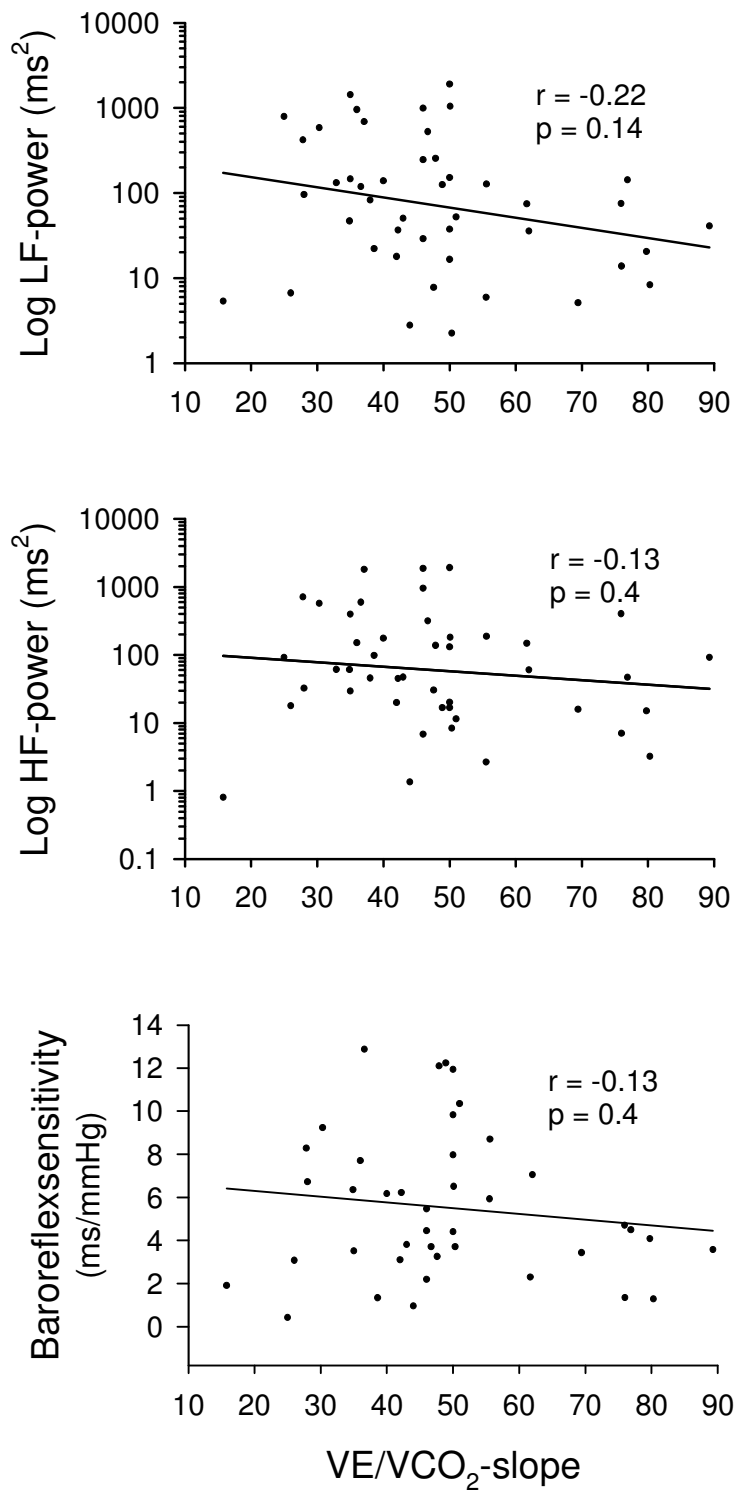 Log LF-power (ms²)
10000
1000
100
10
1
r = -0.22
p = 0.14
10 20 30 40 50 60 70 80 90
Log HF-power (ms²)
10000
1000
100
10
1
0.1
r = -0.13
p = 0.4
10 20 30 40 50 60 70 80 90
Baroreflexsensitivity
(ms/mmHg)
14
12
10
8
6
4
2
0
r = -0.13
p = 0.4
10 20 30 40 50 60 70 80 90
VE/VCO₂-slope